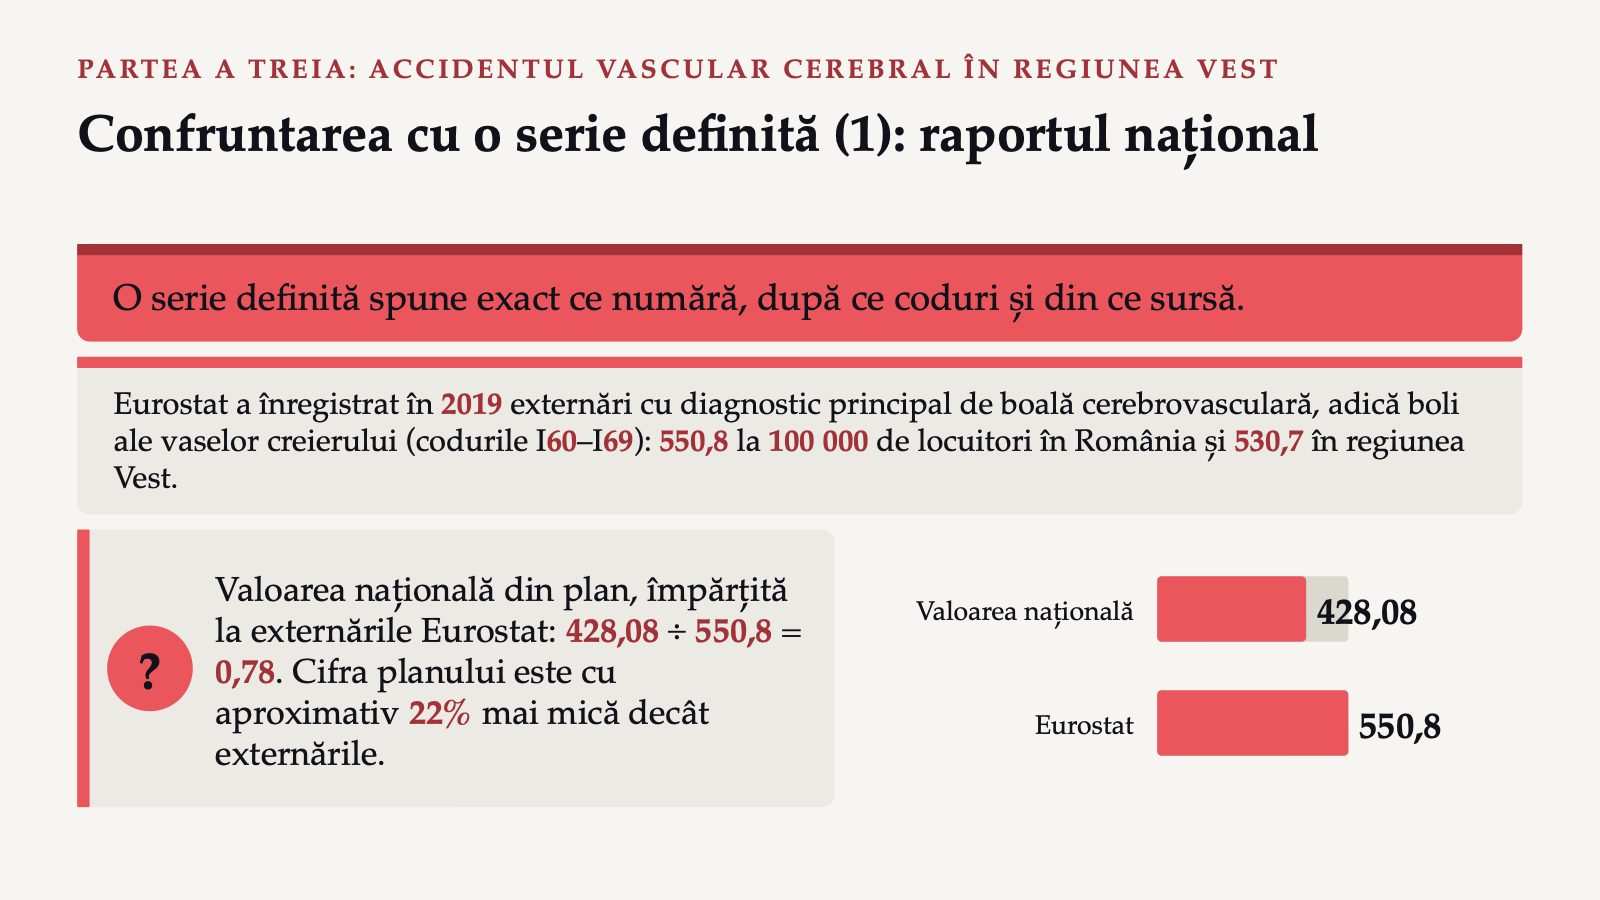 PARTEA A TREIA: ACCIDENTUL VASCULAR CEREBRAL ÎN REGIUNEA VEST
Confruntarea cu o serie definită (1): raportul național
O serie definită spune exact ce numără, după ce coduri și din ce sursă.
Eurostat a înregistrat în 2019 externări cu diagnostic principal de boală cerebrovasculară, adică boli
ale vaselor creierului (codurile I60–I69): 550,8 la 100 000 de locuitori în România și 530,7 în regiunea
Vest.
?
Valoarea națională din plan, împărțită
la externările Eurostat: 428,08 ÷ 550,8 =
0,78. Cifra planului este cu
aproximativ 22% mai mică decât
externările.
Valoarea națională 428,08
Eurostat 550,8